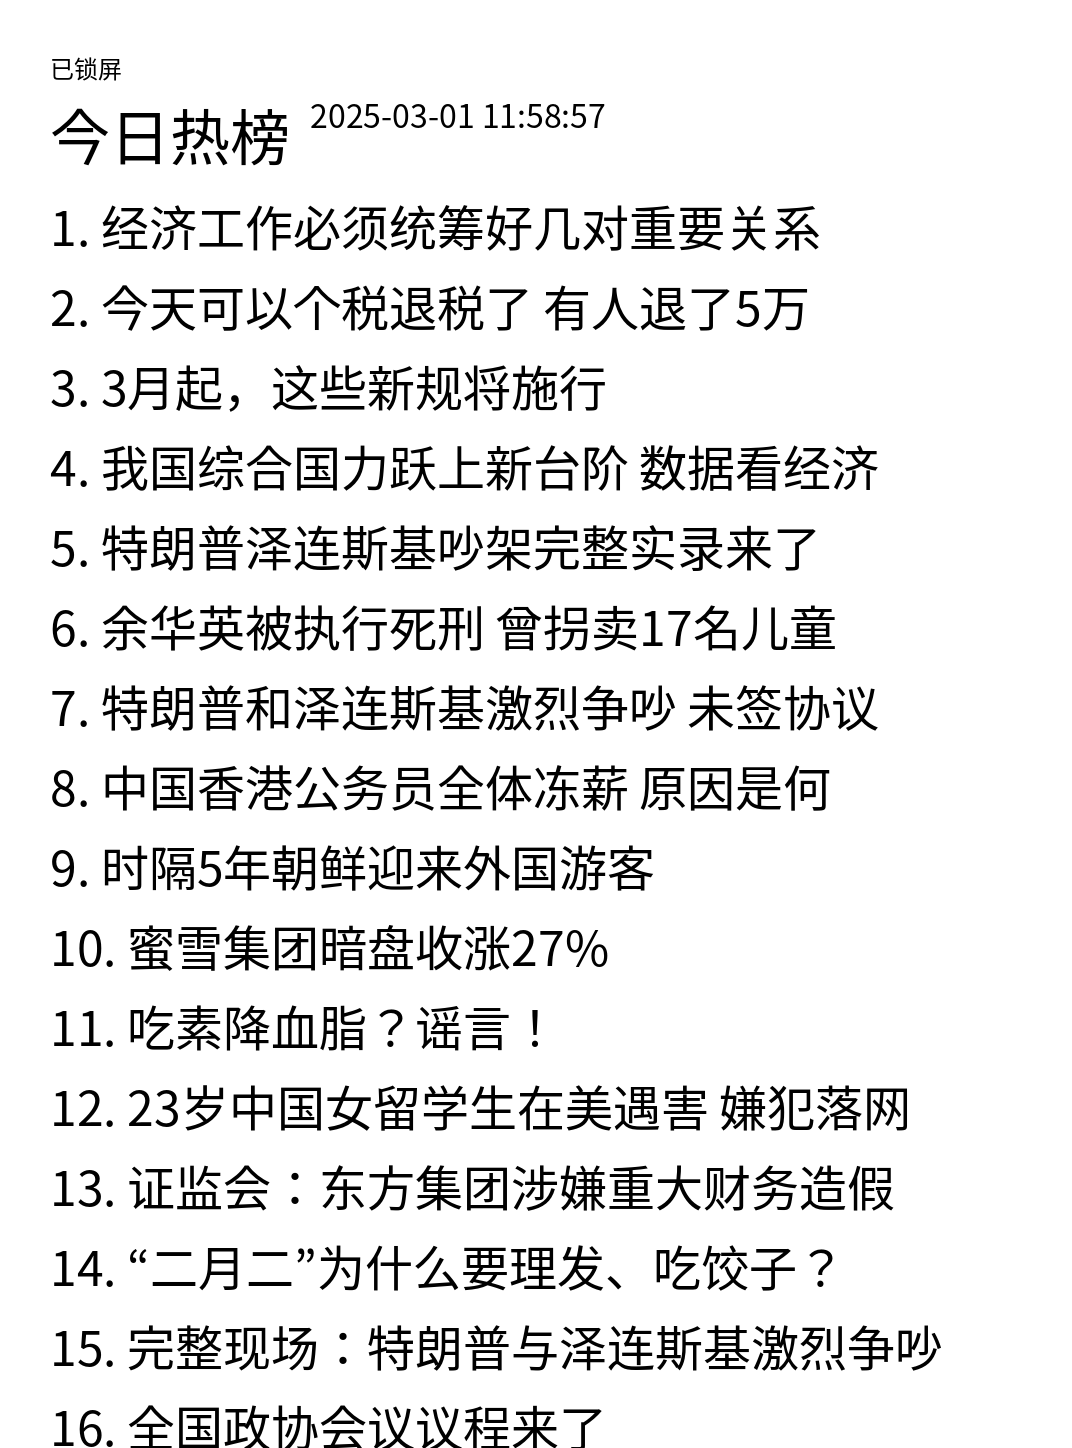 已锁屏
今日热榜 2025-03-01 11:58:57
1. 经济工作必须统筹好几对重要关系
2. 今天可以个税退税了 有人退了5万
3. 3月起，这些新规将施行
4. 我国综合国力跃上新台阶 数据看经济
5. 特朗普泽连斯基吵架完整实录来了
6. 余华英被执行死刑 曾拐卖17名儿童
7. 特朗普和泽连斯基激烈争吵 未签协议
8. 中国香港公务员全体冻薪 原因是何
9. 时隔5年朝鲜迎来外国游客
10. 蜜雪集团暗盘收涨27%
11. 吃素降血脂？谣言！
12. 23岁中国女留学生在美遇害 嫌犯落网
13. 证监会：东方集团涉嫌重大财务造假
14. “二月二”为什么要理发、吃饺子？
15. 完整现场：特朗普与泽连斯基激烈争吵
16. 全国政协会议议程来了